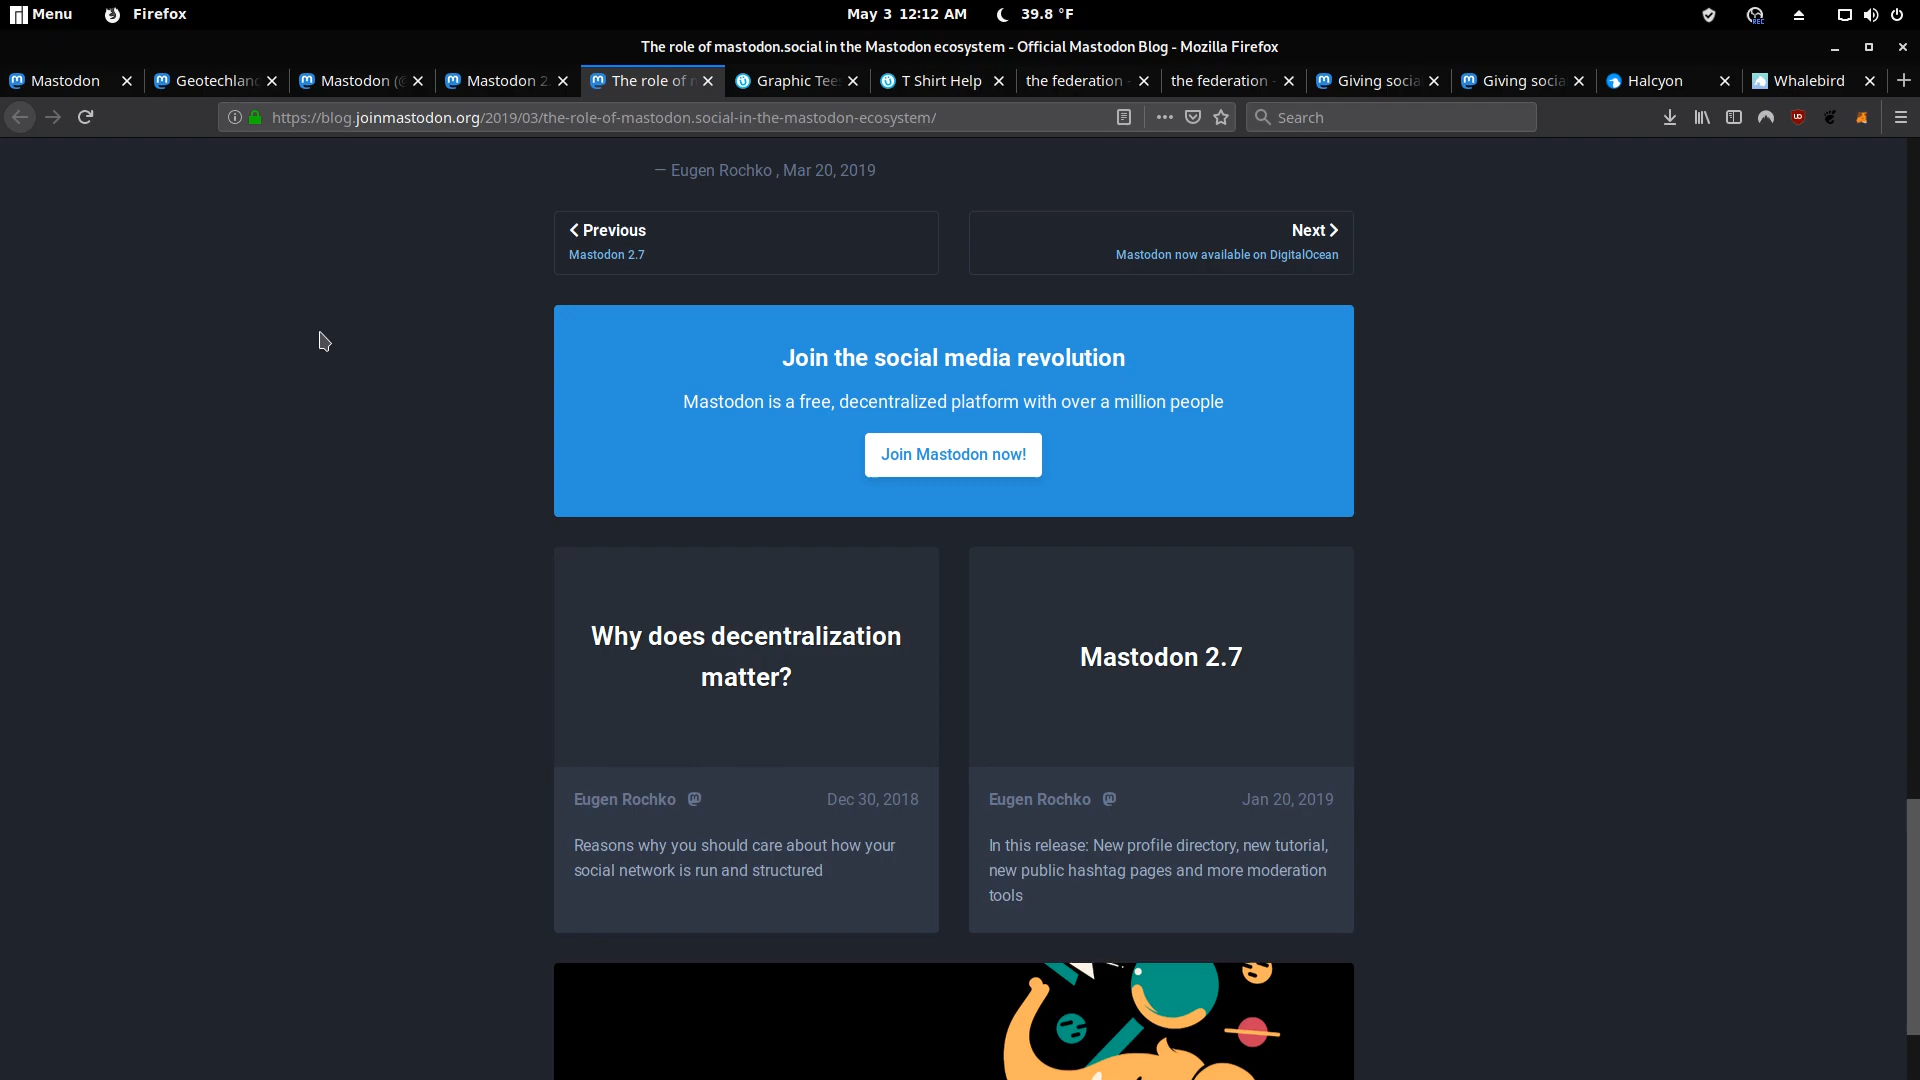 Menu Firefox May 3 12:12 AM 39.8 °F
The role of mastodon.social in the Mastodon ecosystem - Official Mastodon Blog - Mozilla Firefox
Mastodon Geotechland Mastodon (@ Mastodon 2. The role of m Graphic Tee T Shirt Help the federation - the federation - Giving socia Giving socia Halcyon Whalebird
https://blog.joinmastodon.org/2019/03/the-role-of-mastodon.social-in-the-mastodon-ecosystem/ Search
— Eugen Rochko , Mar 20, 2019
Previous
Mastodon 2.7
Next
Mastodon now available on DigitalOcean
Join the social media revolution
Mastodon is a free, decentralized platform with over a million people
Join Mastodon now!
Why does decentralization
matter?
Eugen Rochko Dec 30, 2018
Reasons why you should care about how your
social network is run and structured
Mastodon 2.7
Eugen Rochko Jan 20, 2019
In this release: New profile directory, new tutorial,
new public hashtag pages and more moderation
tools